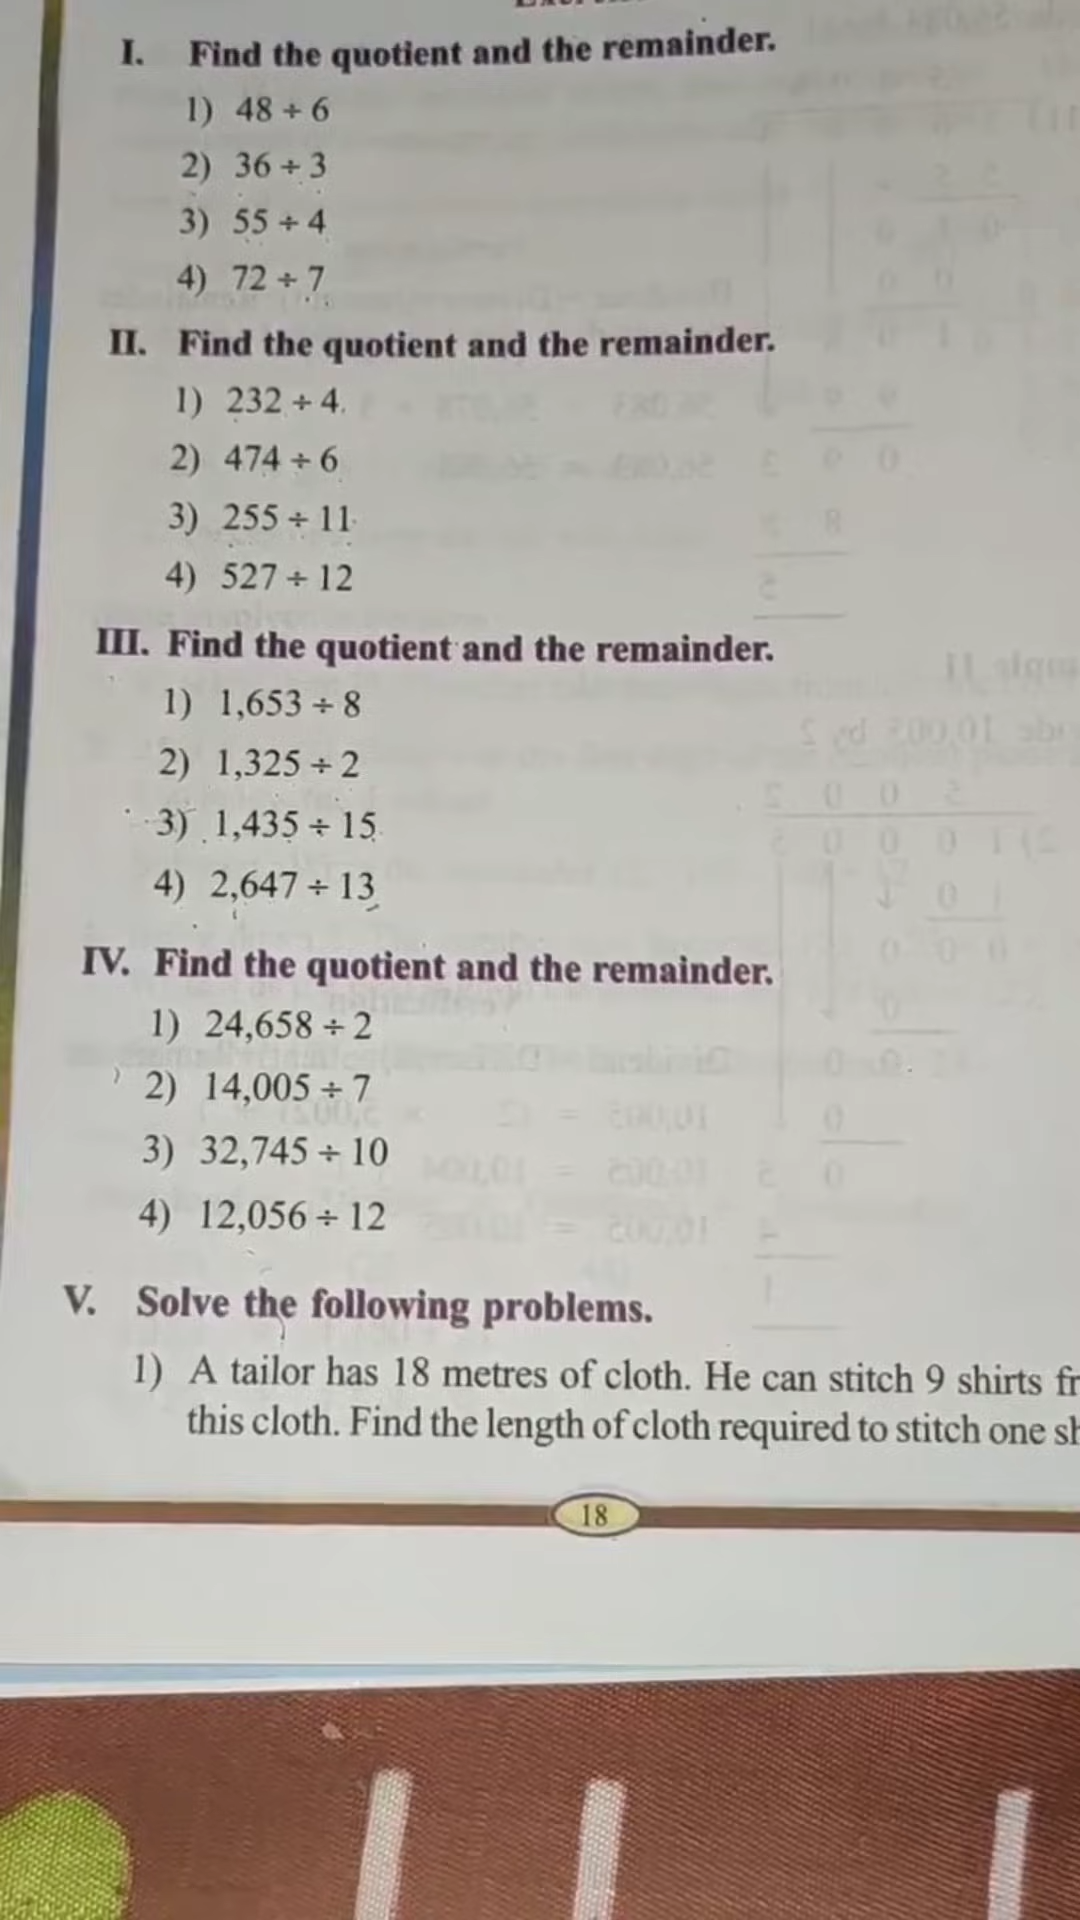 I. Find the quotient and the remainder.
1) 48 ÷ 6
2) 36 ÷ 3
3) 55 ÷ 4
4) 72 ÷ 7
II. Find the quotient and the remainder.
1) 232 ÷ 4
2) 474 ÷ 6
3) 255 ÷ 11
4) 527 ÷ 12
III. Find the quotient and the remainder.
1) 1,653 ÷ 8
2) 1,325 ÷ 2
3) 1,435 ÷ 15
4) 2,647 ÷ 13
IV. Find the quotient and the remainder.
1) 24,658 ÷ 2
2) 14,005 ÷ 7
3) 32,745 ÷ 10
4) 12,056 ÷ 12
V. Solve the following problems.
1) A tailor has 18 metres of cloth. He can stitch 9 shirts fr
this cloth. Find the length of cloth required to stitch one sh
18